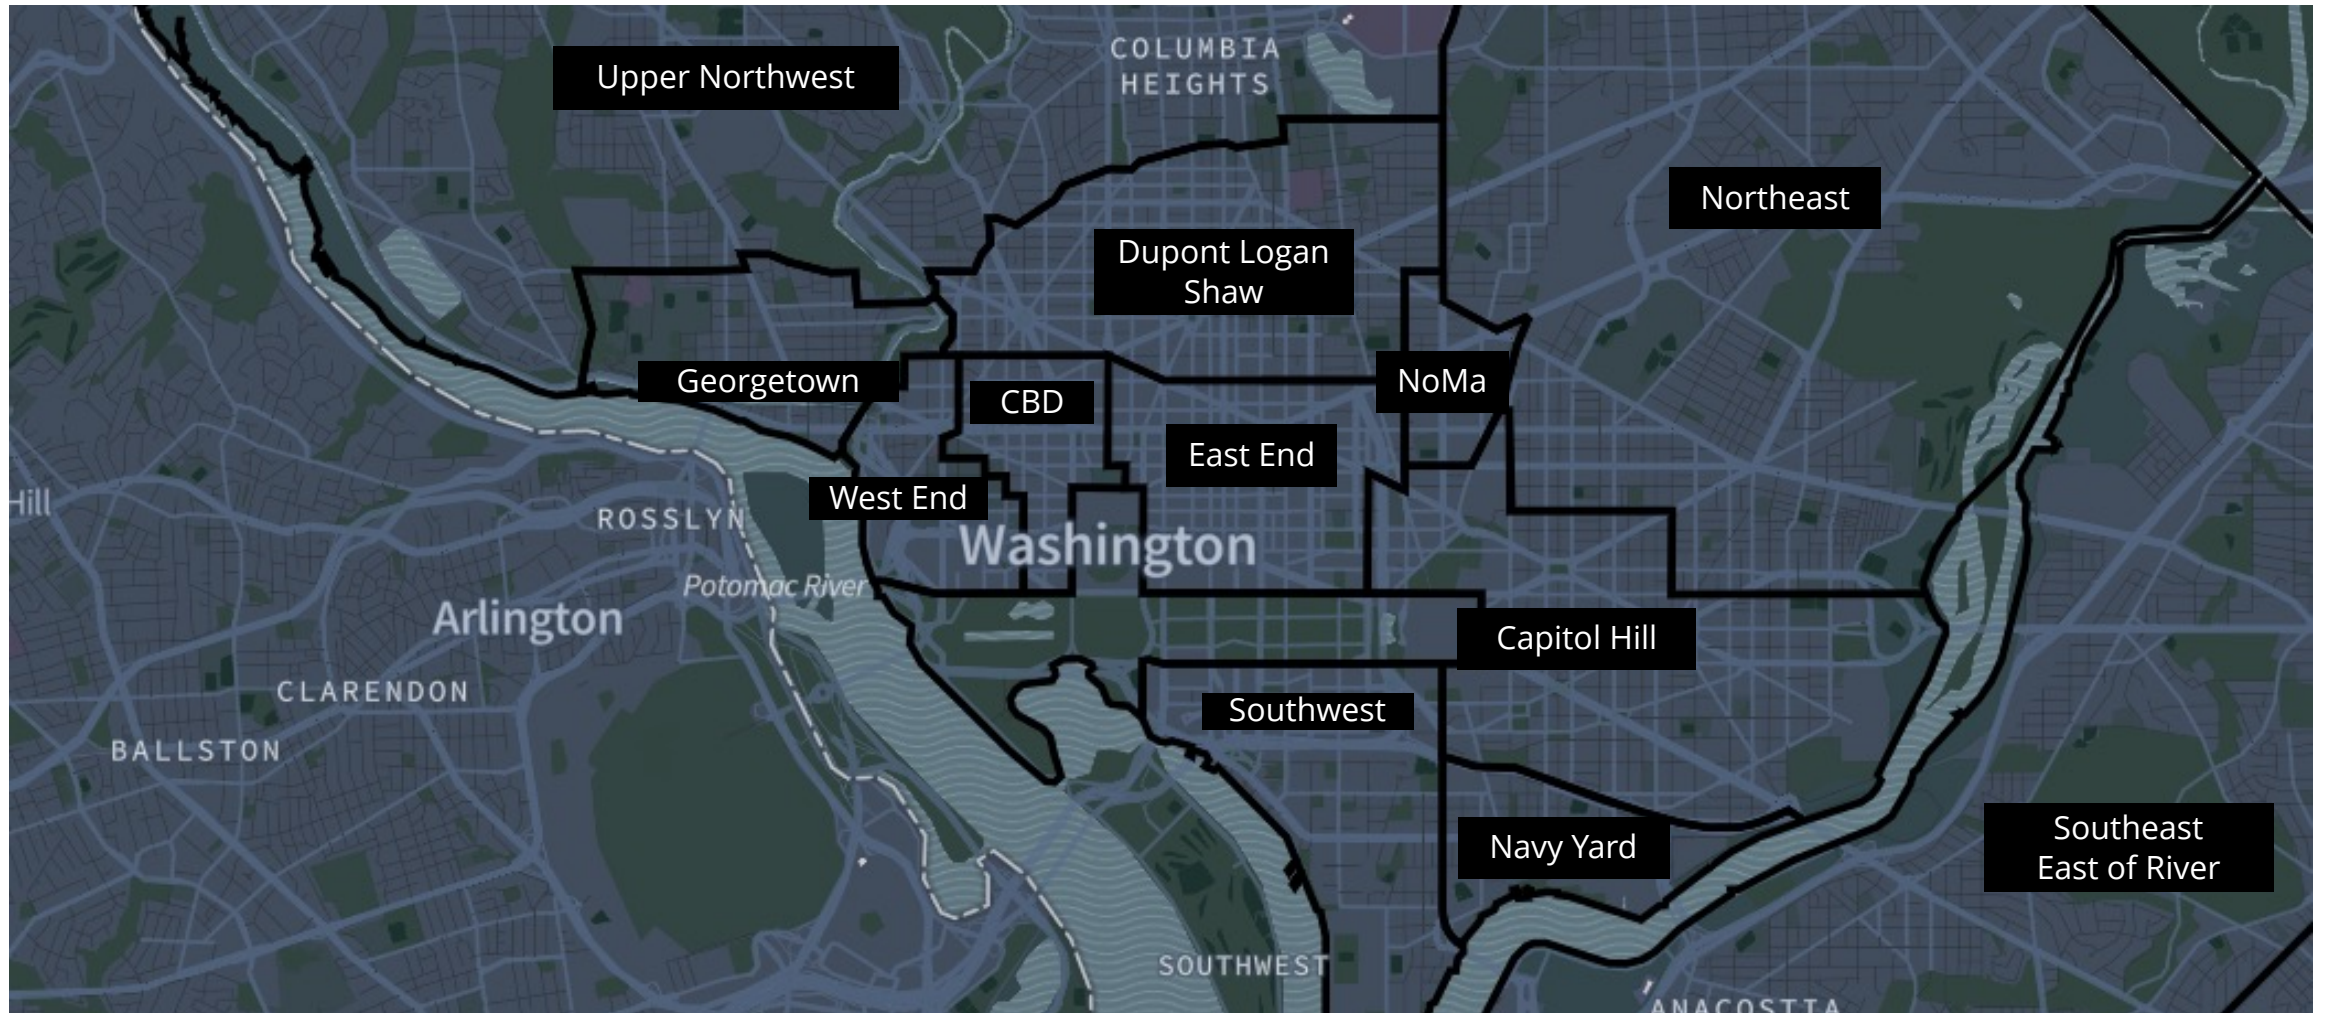 COLUMBIA
HEIGHTS
Upper Northwest
Northeast
Dupont Logan
Shaw
Georgetown
CBD
NoMa
East End
West End
Hill
ROSSLYN
Washington
Potomac River
Arlington
Capitol Hill
CLARENDON
Southwest
BALLSTON
Navy Yard
Southeast
East of River
SOUTHWEST
ANACOSTIA